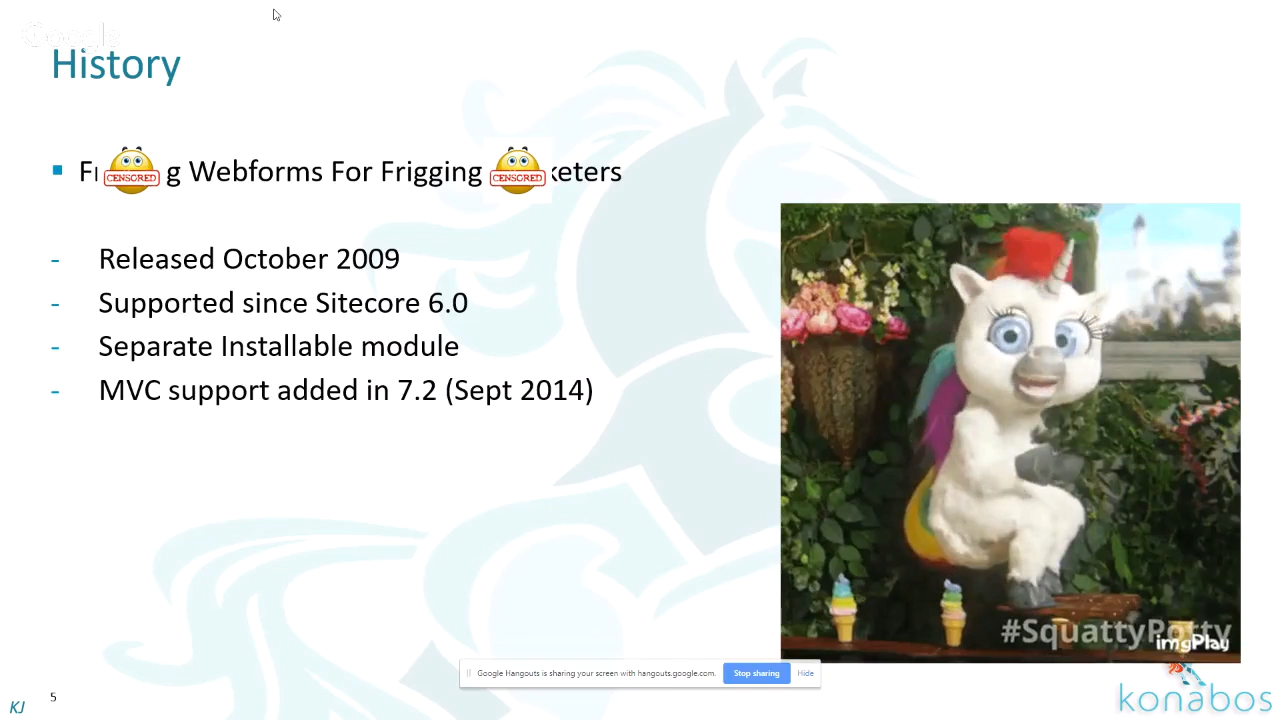 Google
History
▪ Fr CENSORED g Webforms For Frigging CENSORED keters
- Released October 2009
- Supported since Sitecore 6.0
- Separate Installable module
- MVC support added in 7.2 (Sept 2014)
#SquattyPotty
imgPlay
Google Hangouts is sharing your screen with hangouts.google.com. Stop sharing Hide
KJ
5
konabos